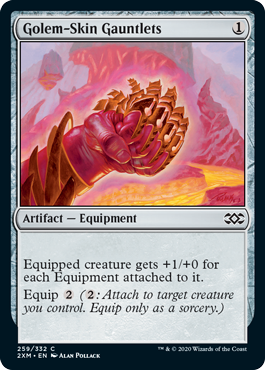 Golem-Skin Gauntlets 1
Artifact — Equipment
Equipped creature gets +1/+0 for
each Equipment attached to it.
Equip 2 (2: Attach to target creature
you control. Equip only as a sorcery.)
259/332 C
2XM • EN Alan Pollack
™ & © 2020 Wizards of the Coast